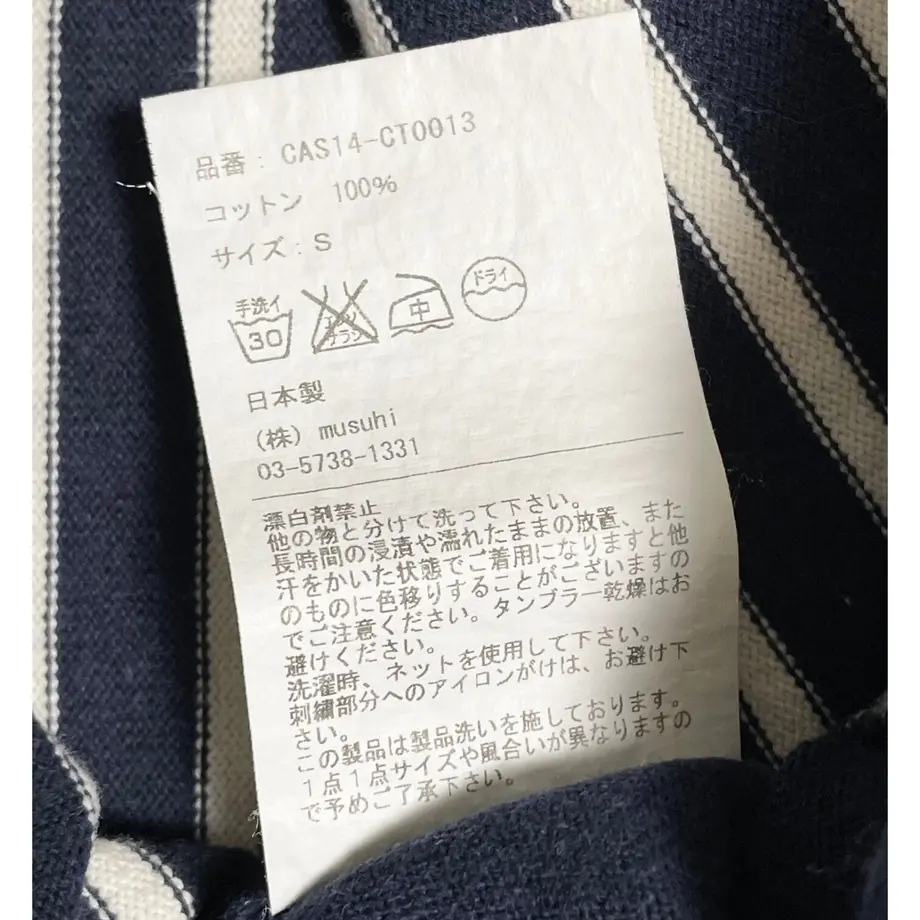 品番 : CAS14-CT0013
コットン 100%
サイズ : S
手洗イ 30
エンソ サラシ
中
ドライ
日本製
(株) musuhi
03-5738-1331
漂白剤禁止
他の物と分けて洗って下さい。
長時間の浸漬や濡れたままの放置、また
汗をかいた状態でご着用になりますと他
のものに色移りすることがございますの
でご注意ください。タンブラー乾燥はお
避けください。
洗濯時、ネットを使用して下さい。
刺繍部分へのアイロンがけは、お避け下
さい。
この製品は製品洗いを施しております。
1点1点サイズや風合いが異なりますの
で予めご了承下さい。